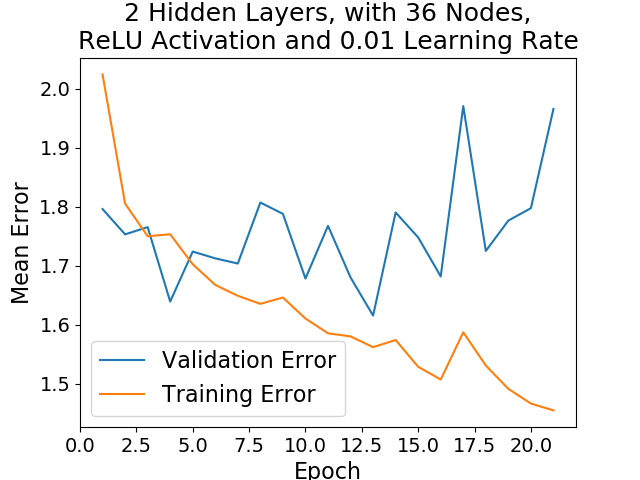 2 Hidden Layers, with 36 Nodes,
ReLU Activation and 0.01 Learning Rate
Mean Error
2.0
1.9
1.8
1.7
1.6
1.5
Validation Error
Training Error
0.0 2.5 5.0 7.5 10.0 12.5 15.0 17.5 20.0
Epoch